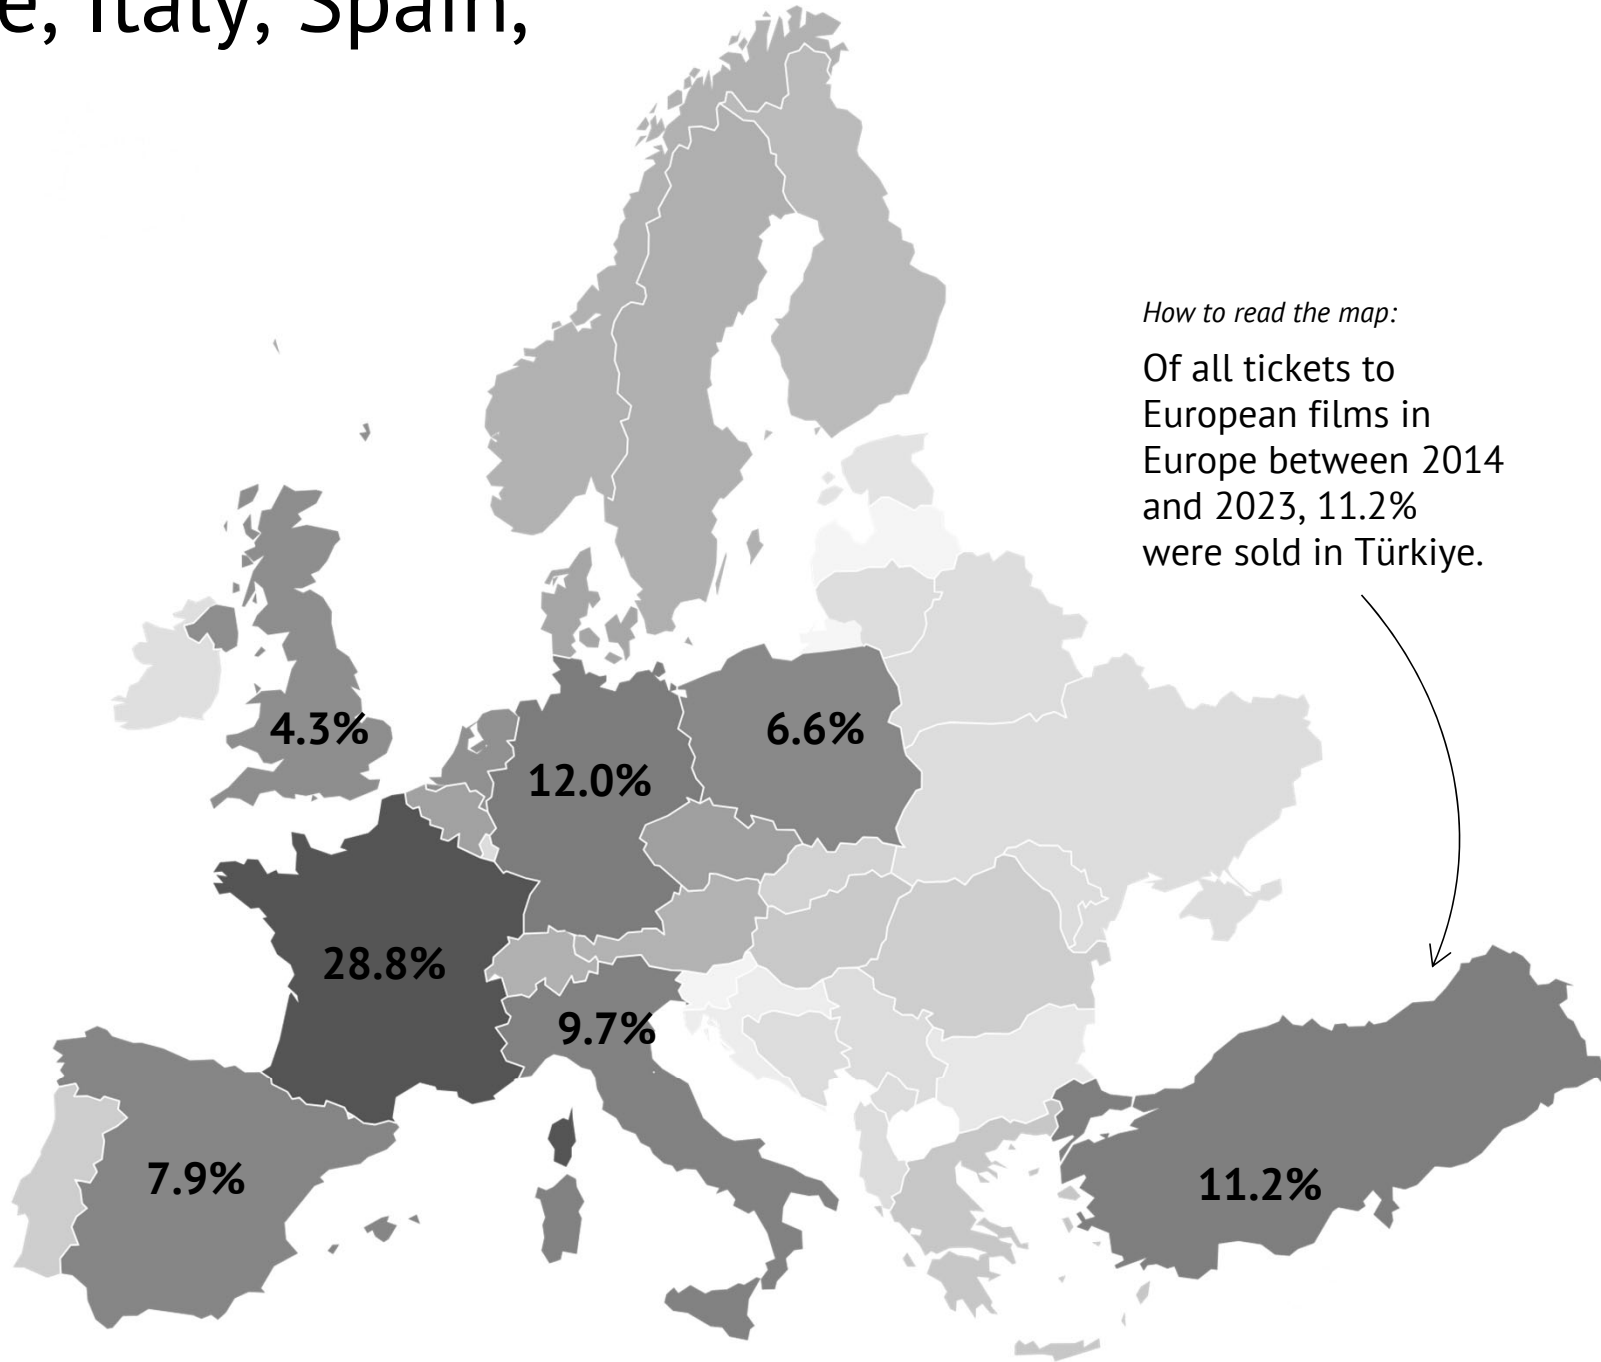 e, Italy, Spain,
How to read the map:
Of all tickets to
European films in
Europe between 2014
and 2023, 11.2%
were sold in Türkiye.
4.3%
6.6%
12.0%
28.8%
9.7%
7.9%
11.2%